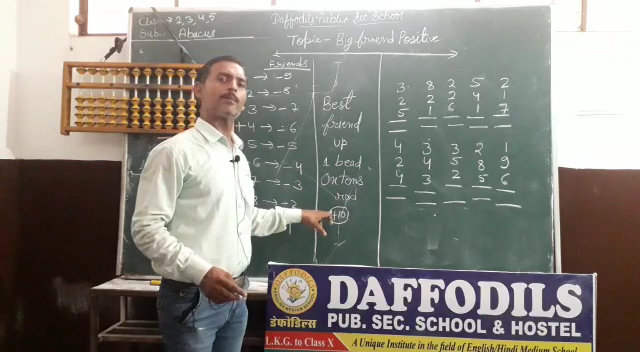 Class → 2, 3, 4, 5
Sub:- Abacus
Daffodils Public Sec School
Topic - Big friend Positive
Friends
→ -9
2 → -8
3 → -7
+4 → -6
→ -5
6 → -4
7 → -3
Best
friend
up
1 bead
On tens
rod
+10
3 8 2 5 2
2 2 2 4 1
5 1 6 1 7
4 3 3 2 1
2 4 5 8 9
4 3 2 5 6
DAFFODILS
डेफोडिल्स
PUB. SEC. SCHOOL & HOSTEL
L.K.G. to Class X
A Unique Institute in the field of English/Hindi Medium School